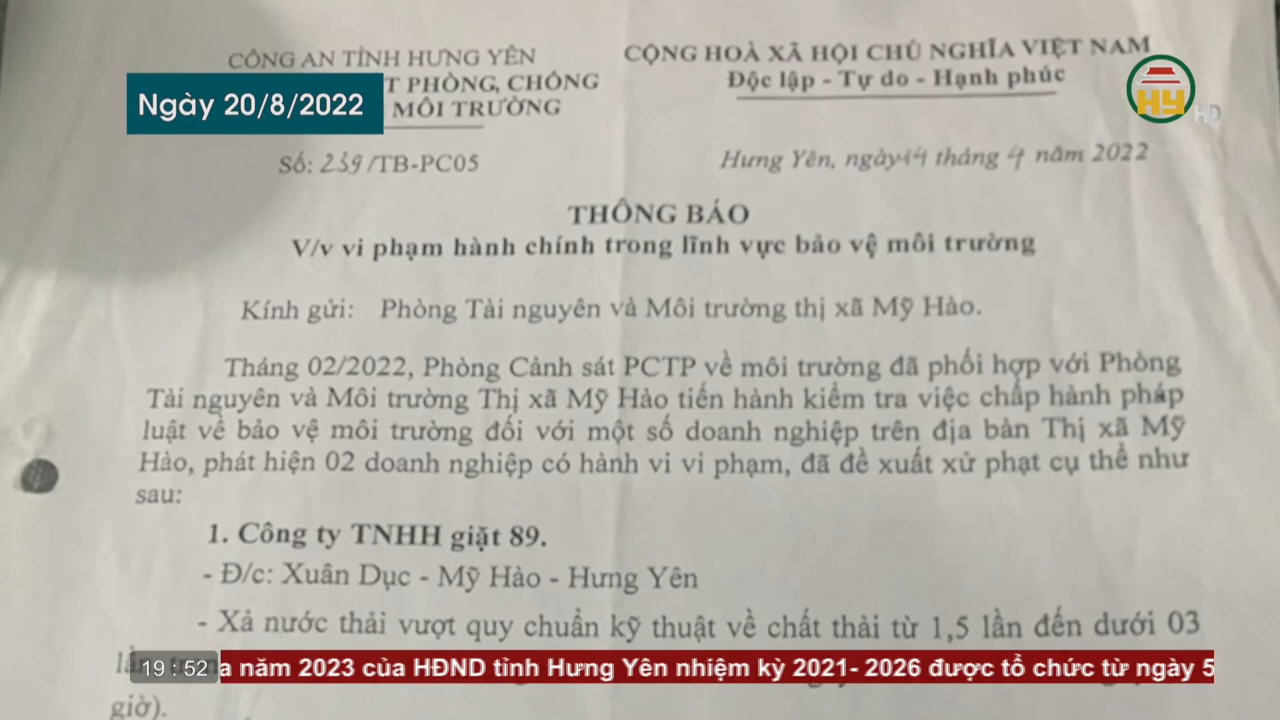 CÔNG AN TỈNH HƯNG YÊN
CỘNG HOÀ XÃ HỘI CHỦ NGHĨA VIỆT NAM
T PHÒNG, CHỐNG
Độc lập - Tự do - Hạnh phúc
Ngày 20/8/2022
MÔI TRƯỜNG
HY HD
Số: 239/TB-PC05
Hưng Yên, ngày 14 tháng 4 năm 2022
THÔNG BÁO
V/v vi phạm hành chính trong lĩnh vực bảo vệ môi trường
Kính gửi: Phòng Tài nguyên và Môi trường thị xã Mỹ Hào.
Tháng 02/2022, Phòng Cảnh sát PCTP về môi trường đã phối hợp với Phòng
Tài nguyên và Môi trường Thị xã Mỹ Hào tiến hành kiểm tra việc chấp hành pháp
luật về bảo vệ môi trường đối với một số doanh nghiệp trên địa bàn Thị xã Mỹ
Hào, phát hiện 02 doanh nghiệp có hành vi vi phạm, đã đề xuất xử phạt cụ thể như
sau:
1. Công ty TNHH giặt 89.
- Đ/c: Xuân Dục - Mỹ Hào - Hưng Yên
- Xả nước thải vượt quy chuẩn kỹ thuật về chất thải từ 1,5 lần đến dưới 03
19:52 a năm 2023 của HĐND tỉnh Hưng Yên nhiệm kỳ 2021- 2026 được tổ chức từ ngày 5
giờ).